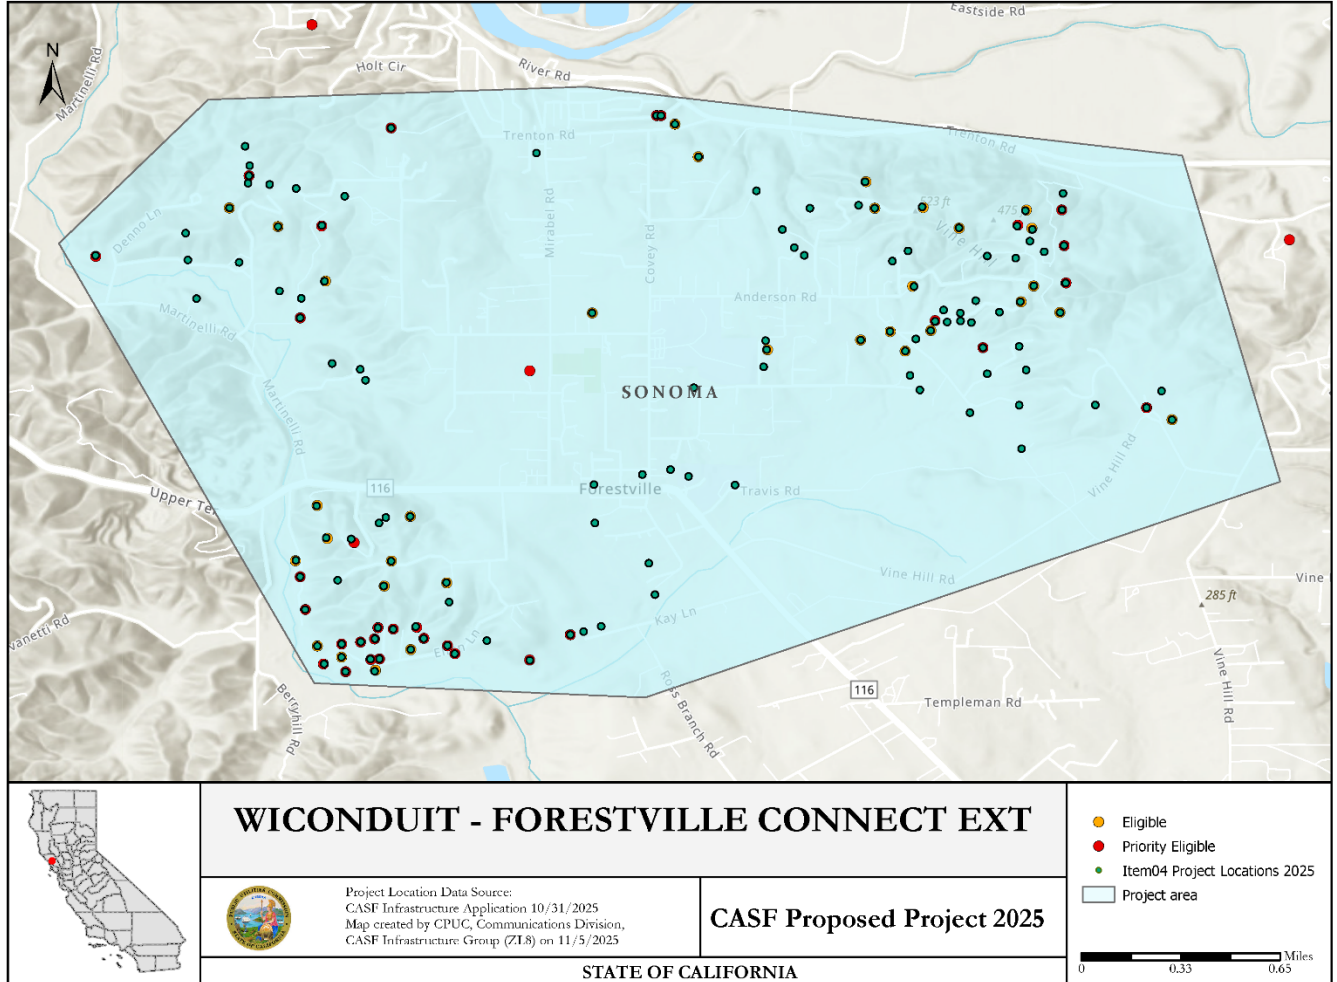 Eastside Rd
N
Martinelli Rd
Holt Cir
River Rd
Trenton Rd
Trenton Rd
Denno Ln
Mirabel Rd
Covey Rd
523 ft
475
Vine Hill
Martinelli Rd
Anderson Rd
SONOMA
Martinelli Rd
116
Forestville
Travis Rd
Vine Hill Rd
Upper Te
Vine Hill Rd
Vine
285 ft
vanetti Rd
Kay Ln
Ross Branch Rd
116
Templeman Rd
Vine Hill Rd
Berryhill Rd
WICONDUIT - FORESTVILLE CONNECT EXT
Eligible
Priority Eligible
Item04 Project Locations 2025
Project area
Project Location Data Source:
CASF Infrastructure Application 10/31/2025
Map created by CPUC, Communications Division,
CASF Infrastructure Group (ZL8) on 11/5/2025
CASF Proposed Project 2025
Miles
0 0.33 0.65
STATE OF CALIFORNIA